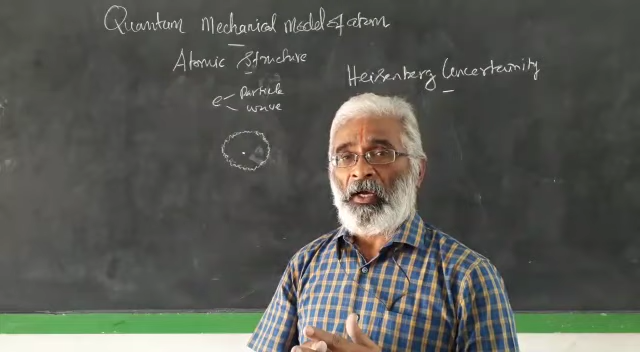 Quantum Mechanical Model of atom
Atomic Structure
Heisenberg Uncertainity
e- Particle
wave